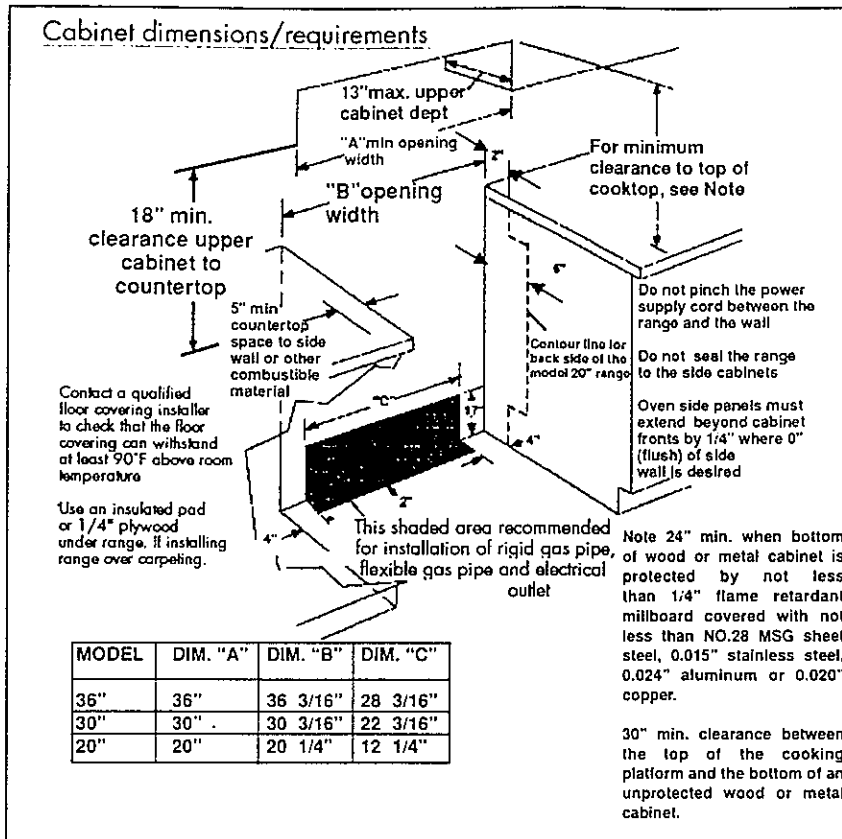 Cabinet dimensions/requirements
13"max. upper
cabinet dept
"A"min opening
width
2"
"B"opening
width
For minimum
clearance to top of
cooktop, see Note
18" min.
clearance upper
cabinet to
countertop
5" min
countertop
space to side
wall or other
combustible
material
6"
Contour line for
back side of the
model 20" range
Do not pinch the power
supply cord between the
range and the wall
Do not seal the range
to the side cabinets
Oven side panels must
extend beyond cabinet
fronts by 1/4" where 0"
(flush) of side
wall is desired
Contact a qualified
floor covering installer
to check that the floor
covering can withstand
at least 90°F above room
temperature
Use an insulated pad
or 1/4" plywood
under range, If installing
range over carpeting.
"C"
4"
2"
4"
This shaded area recommended
for installation of rigid gas pipe,
flexible gas pipe and electrical
outlet
Note 24" min. when bottom
of wood or metal cabinet is
protected by not less
than 1/4" flame retardant
millboard covered with not
less than NO.28 MSG sheet
steel, 0.015" stainless steel,
0.024" aluminum or 0.020"
copper.
30" min. clearance between
the top of the cooking
platform and the bottom of an
unprotected wood or metal
cabinet.
MODEL DIM. "A" DIM. "B" DIM. "C"
36" 36" 36 3/16" 28 3/16"
30" 30" 30 3/16" 22 3/16"
20" 20" 20 1/4" 12 1/4"